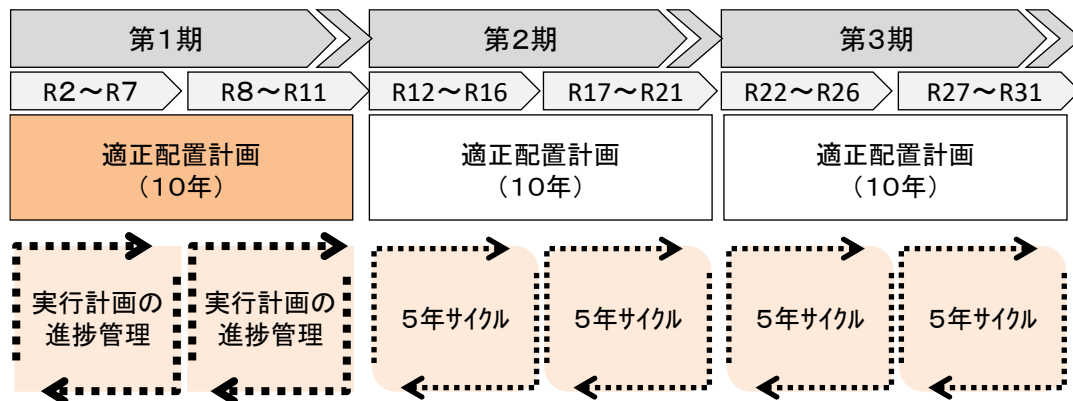 第1期
第2期
第3期
R2～R7
R8～R11
R12～R16
R17～R21
R22～R26
R27～R31
適正配置計画
（10年）
適正配置計画
（10年）
適正配置計画
（10年）
実行計画の
進捗管理
実行計画の
進捗管理
5年ｻｲｸﾙ
5年ｻｲｸﾙ
5年ｻｲｸﾙ
5年ｻｲｸﾙ